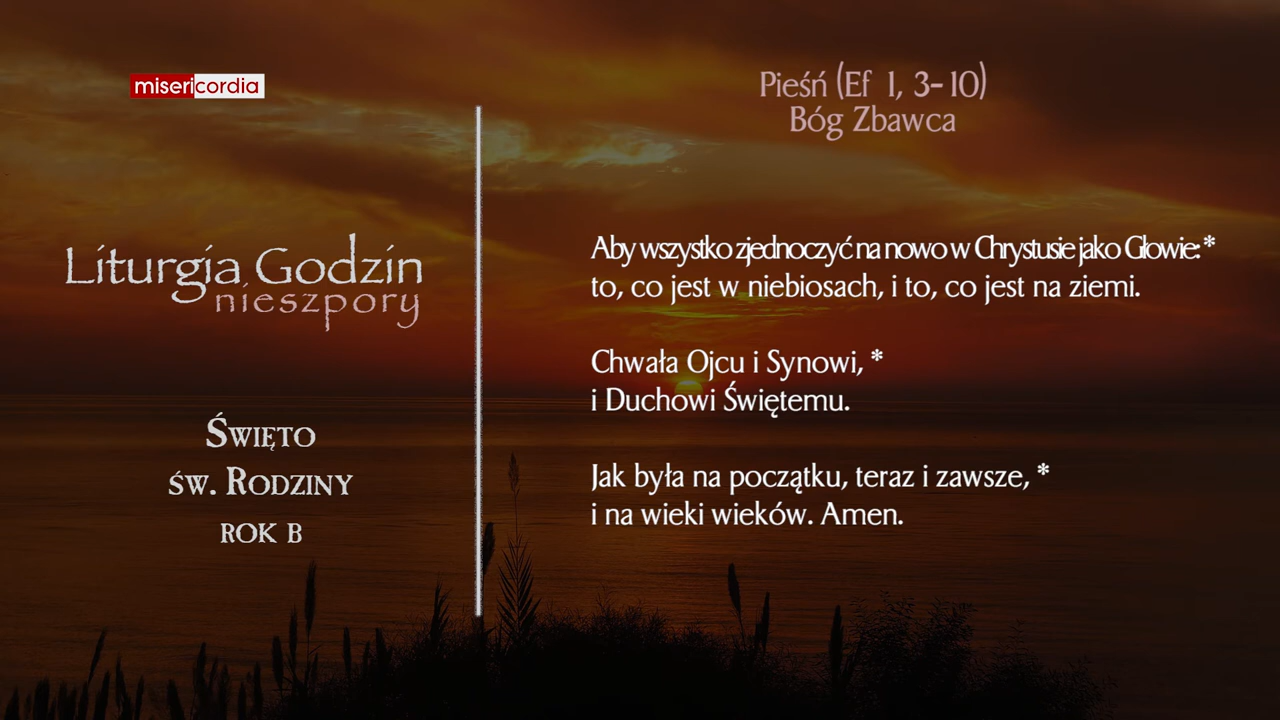 misericordia
Liturgia Godzin
nieszpory
Święto
św. Rodziny
rok B
Pieśń (Ef 1, 3-10)
Bóg Zbawca
Aby wszystko zjednoczyć na nowo w Chrystusie jako Głowie: *
to, co jest w niebiosach, i to, co jest na ziemi.
Chwała Ojcu i Synowi, *
i Duchowi Świętemu.
Jak była na początku, teraz i zawsze, *
i na wieki wieków. Amen.